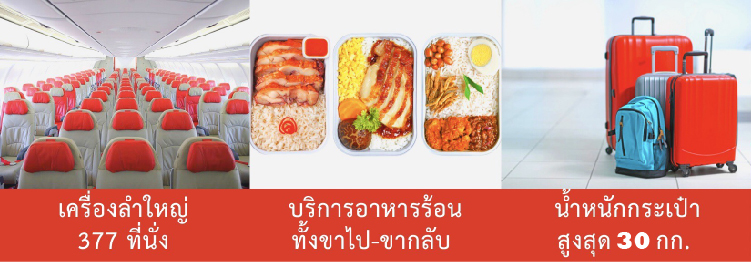 เครื่องลำใหญ่
377 ที่นั่ง
บริการอาหารร้อน
ทั้งขาไป-ขากลับ
น้ำหนักกระเป๋า
สูงสุด 30 กก.